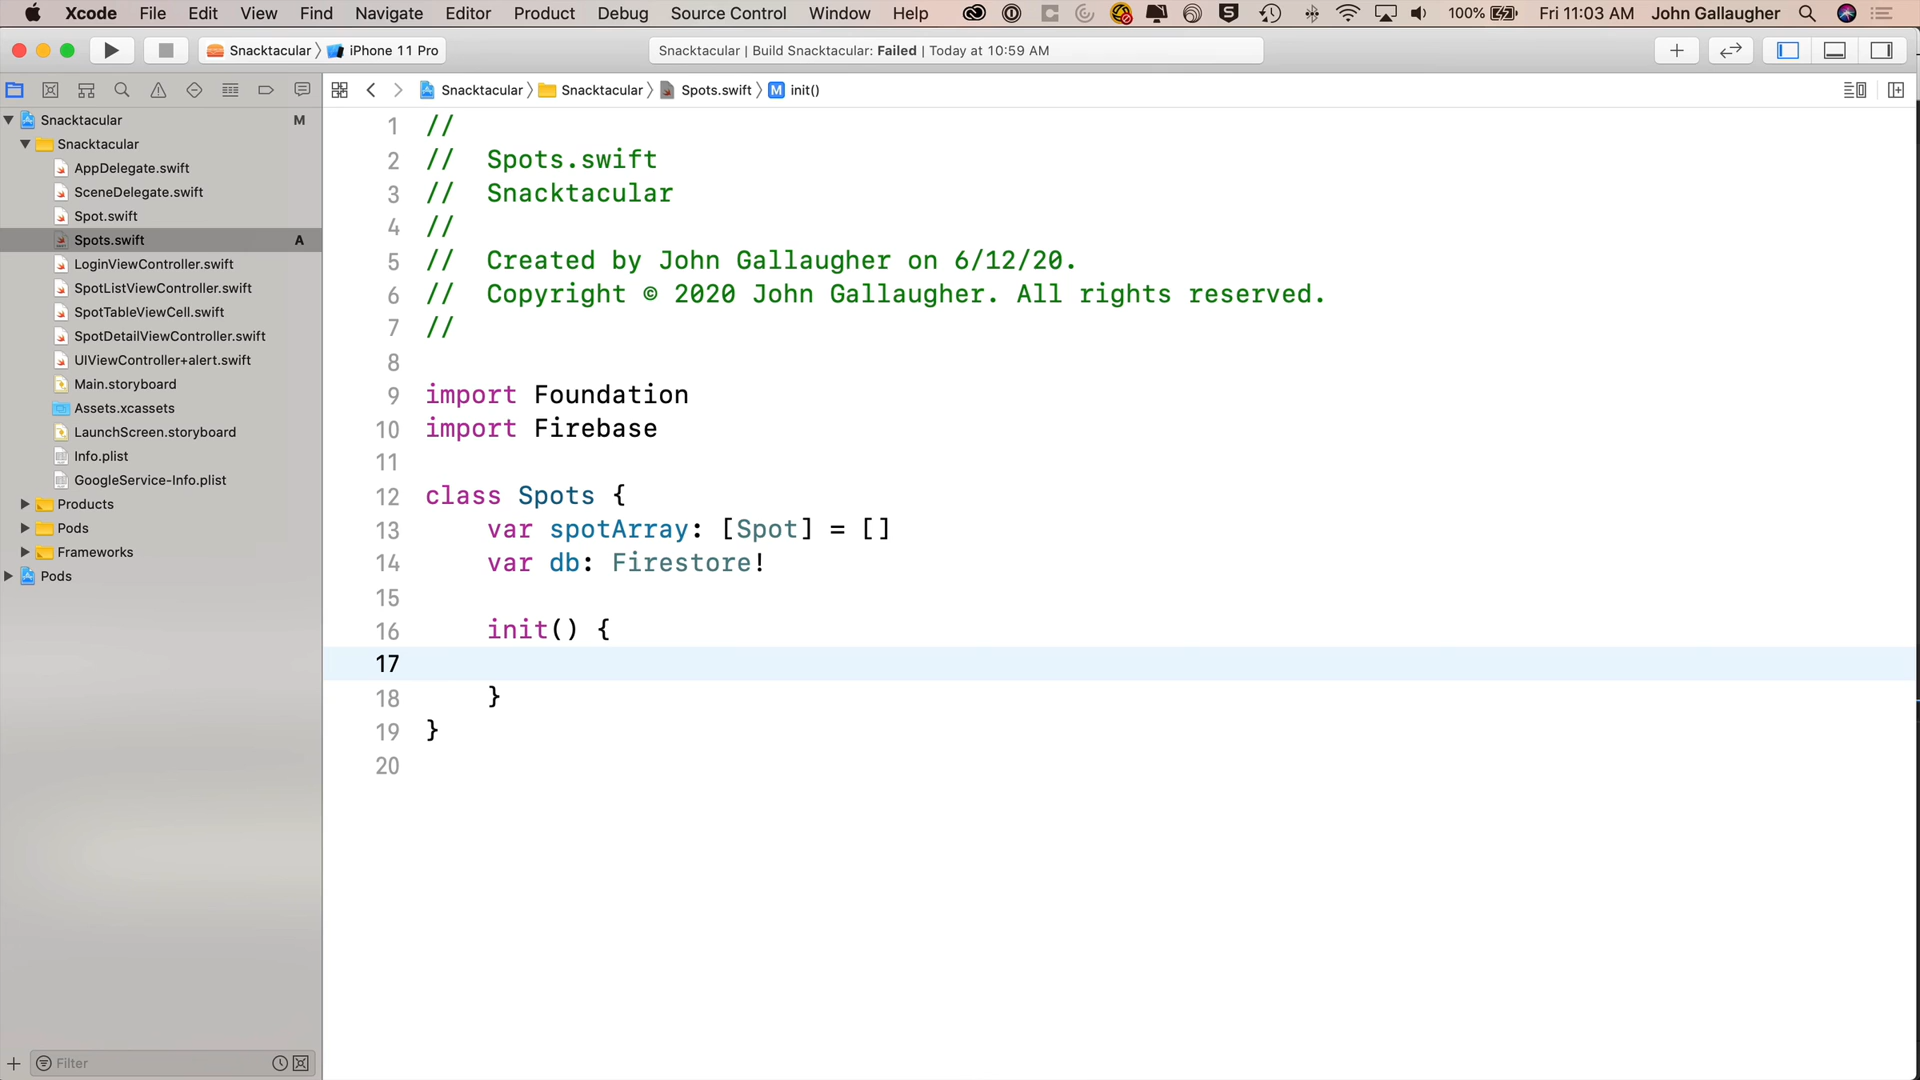 Xcode File Edit View Find Navigate Editor Product Debug Source Control Window Help 100% Fri 11:03 AM John Gallaugher
Snacktacular iPhone 11 Pro Snacktacular | Build Snacktacular: Failed | Today at 10:59 AM
Snacktacular Snacktacular Spots.swift M init()
Snacktacular M
Snacktacular
AppDelegate.swift
SceneDelegate.swift
Spot.swift
Spots.swift A
LoginViewController.swift
SpotListViewController.swift
SpotTableViewCell.swift
SpotDetailViewController.swift
UIViewController+alert.swift
Main.storyboard
Assets.xcassets
LaunchScreen.storyboard
Info.plist
GoogleService-Info.plist
Products
Pods
Frameworks
Pods
Filter
1 //
2 // Spots.swift
3 // Snacktacular
4 //
5 // Created by John Gallaugher on 6/12/20.
6 // Copyright © 2020 John Gallaugher. All rights reserved.
7 //
8
9 import Foundation
10 import Firebase
11
12 class Spots {
13 var spotArray: [Spot] = []
14 var db: Firestore!
15
16 init() {
17
18 }
19 }
20